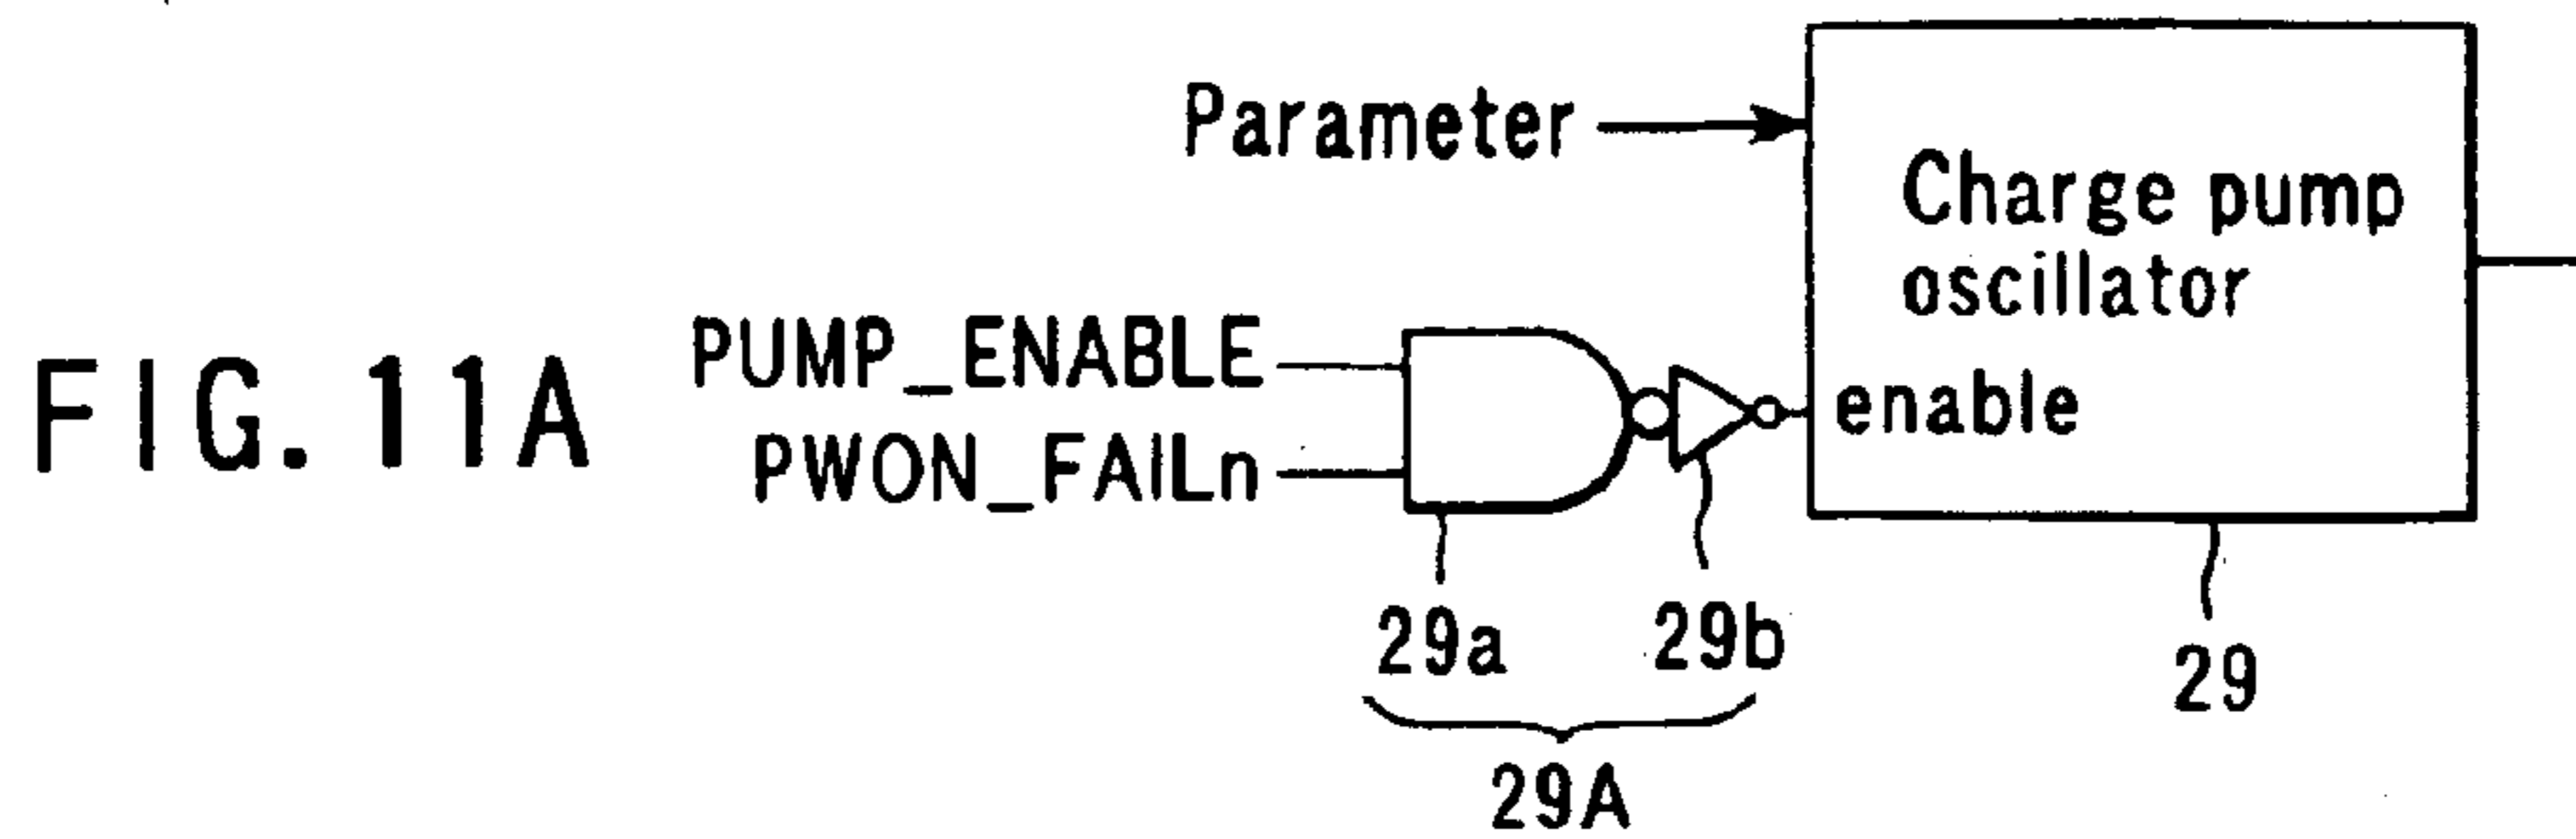 Parameter
Charge pump
oscillator
enable
PUMP_ENABLE
PWON_FAILn
FIG. 11A
29a
29b
29
29A